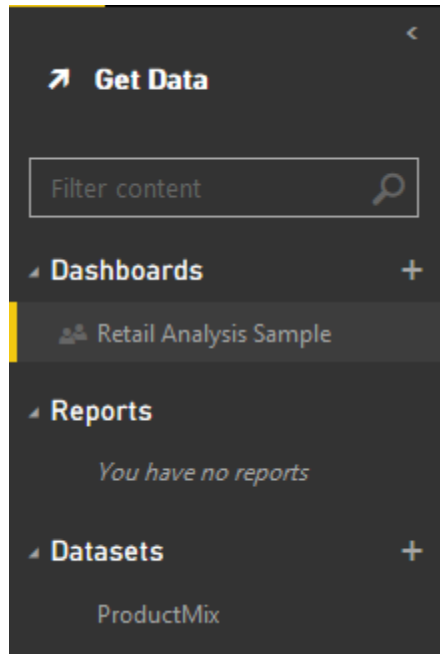 Get Data
Filter content
Dashboards
Retail Analysis Sample
Reports
You have no reports
Datasets
ProductMix